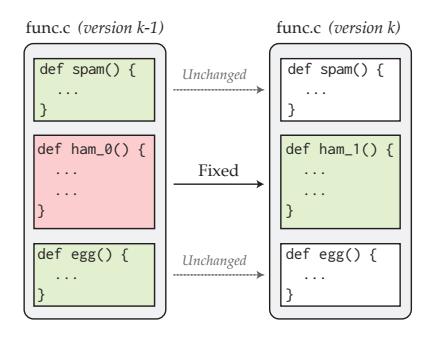 func.c (version k-1)
func.c (version k)
def spam() {
...
}
Unchanged
def spam() {
...
}
def ham_0() {
...
...
}
Fixed
def ham_1() {
...
...
}
def egg() {
...
}
Unchanged
def egg() {
...
}